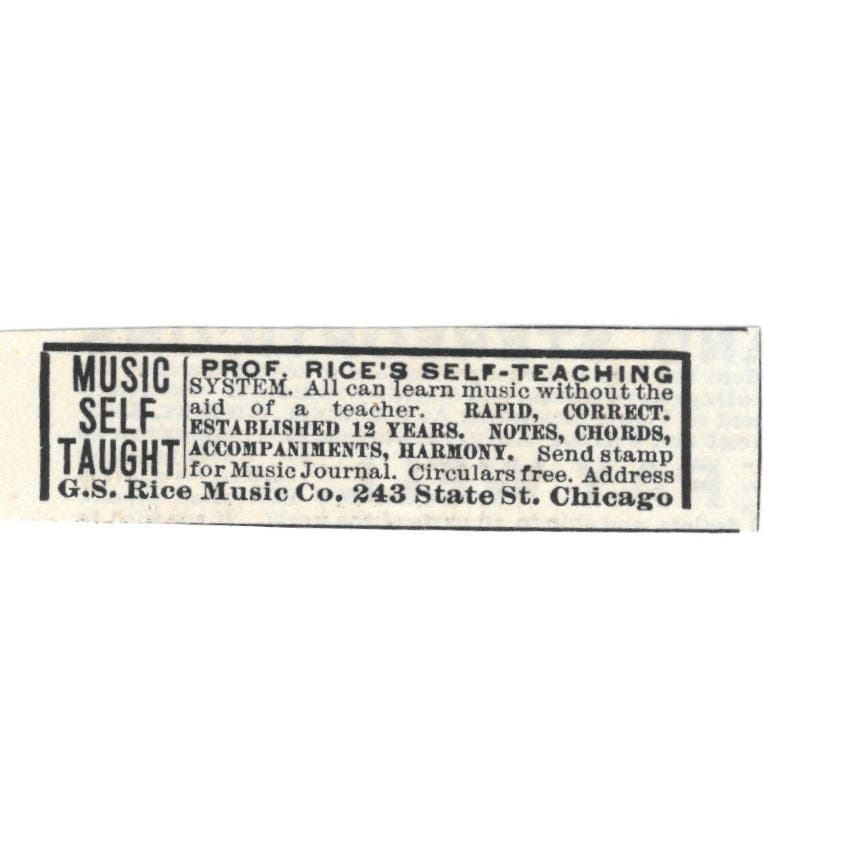 MUSIC
SELF
TAUGHT
PROF. RICE'S SELF-TEACHING
SYSTEM. All can learn music without the
aid of a teacher. RAPID, CORRECT.
ESTABLISHED 12 YEARS. NOTES, CHORDS,
ACCOMPANIMENTS, HARMONY. Send stamp
for Music Journal. Circulars free. Address
G.S. Rice Music Co. 243 State St. Chicago